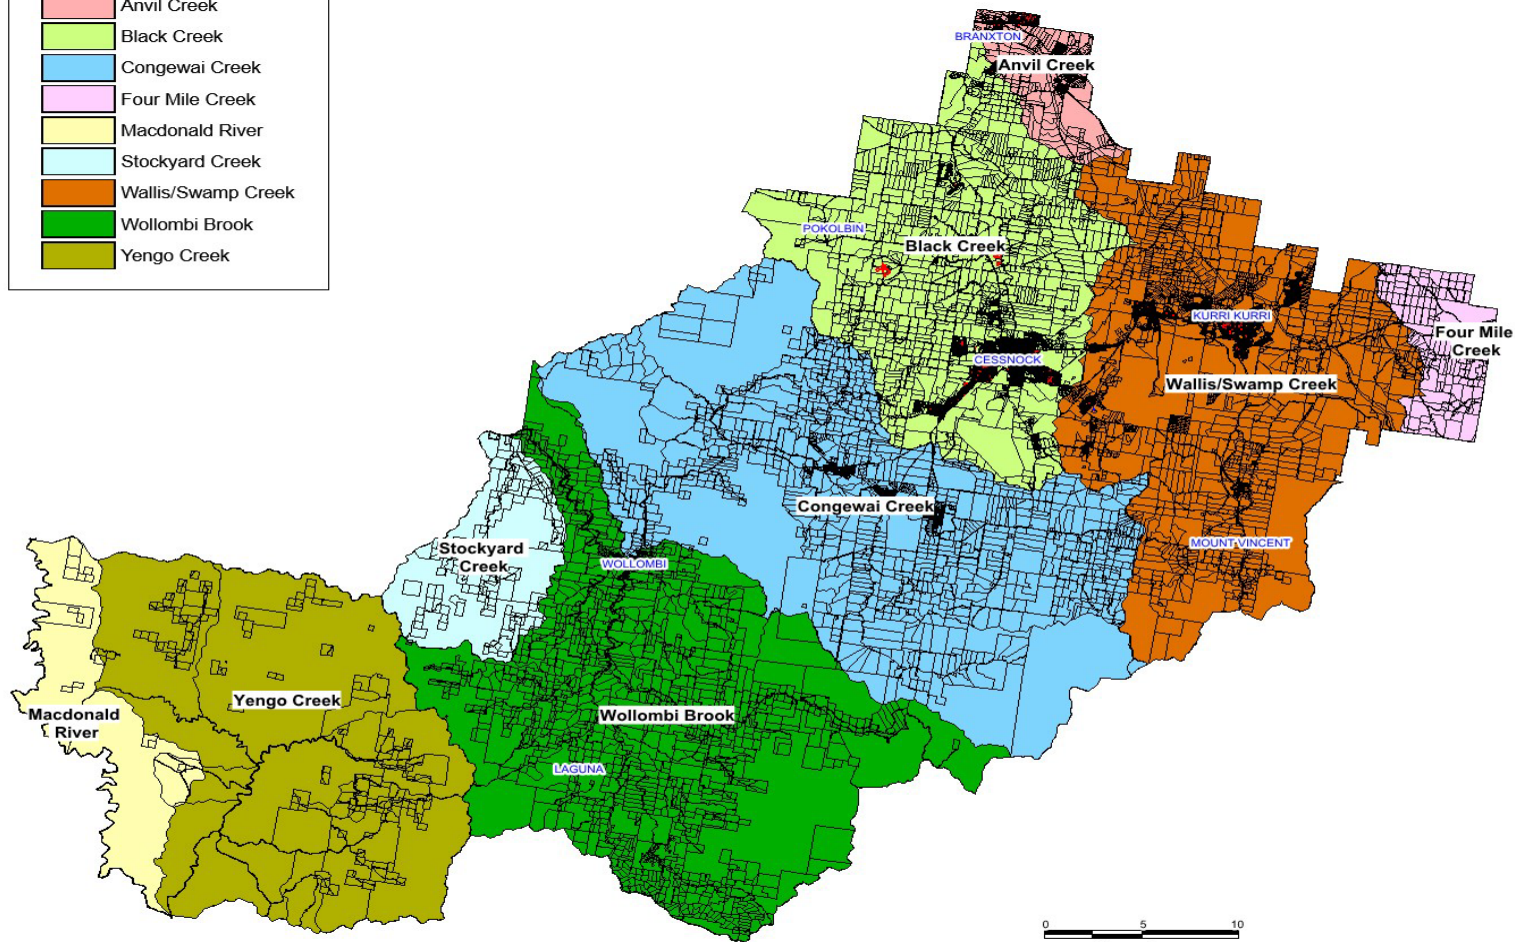 Anvil Creek
Black Creek
Congewai Creek
Four Mile Creek
Macdonald River
Stockyard Creek
Wallis/Swamp Creek
Wollombi Brook
Yengo Creek
BRANXTON
Anvil Creek
POKOLBIN
Black Creek
KURRI KURRI
Four Mile
Creek
CESSNOCK
Wallis/Swamp Creek
Congewai Creek
MOUNT VINCENT
Stockyard
Creek
WOLLOMBI
Yengo Creek
Macdonald
River
Wollombi Brook
LAGUNA
0 5 10